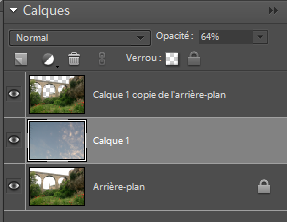 Calques
Normal Opacité: 64%
Verrou:
Calque 1 copie de l'arrière-plan
Calque 1
Arrière-plan